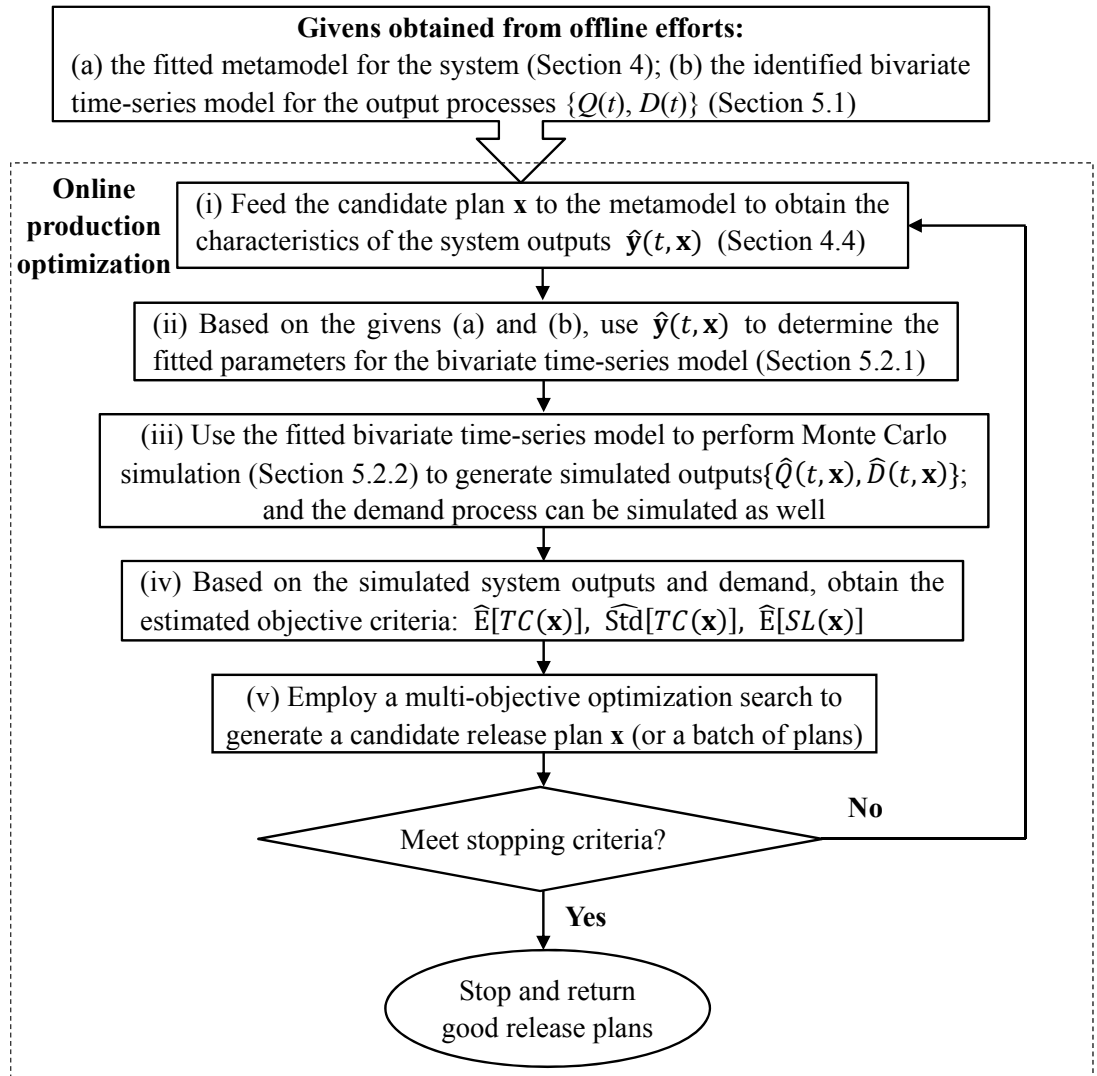 Givens obtained from offline efforts:
(a) the fitted metamodel for the system (Section 4); (b) the identified bivariate
time-series model for the output processes {Q(t), D(t)} (Section 5.1)
Online
production
optimization
(i) Feed the candidate plan x to the metamodel to obtain the
characteristics of the system outputs ŷ(t, x) (Section 4.4)
(ii) Based on the givens (a) and (b), use ŷ(t, x) to determine the
fitted parameters for the bivariate time-series model (Section 5.2.1)
(iii) Use the fitted bivariate time-series model to perform Monte Carlo
simulation (Section 5.2.2) to generate simulated outputs{Q̂(t, x), D̂(t, x)};
and the demand process can be simulated as well
(iv) Based on the simulated system outputs and demand, obtain the
estimated objective criteria: Ê[TC(x)], Std̂[TC(x)], Ê[SL(x)]
(v) Employ a multi-objective optimization search to
generate a candidate release plan x (or a batch of plans)
Meet stopping criteria?
No
Yes
Stop and return
good release plans